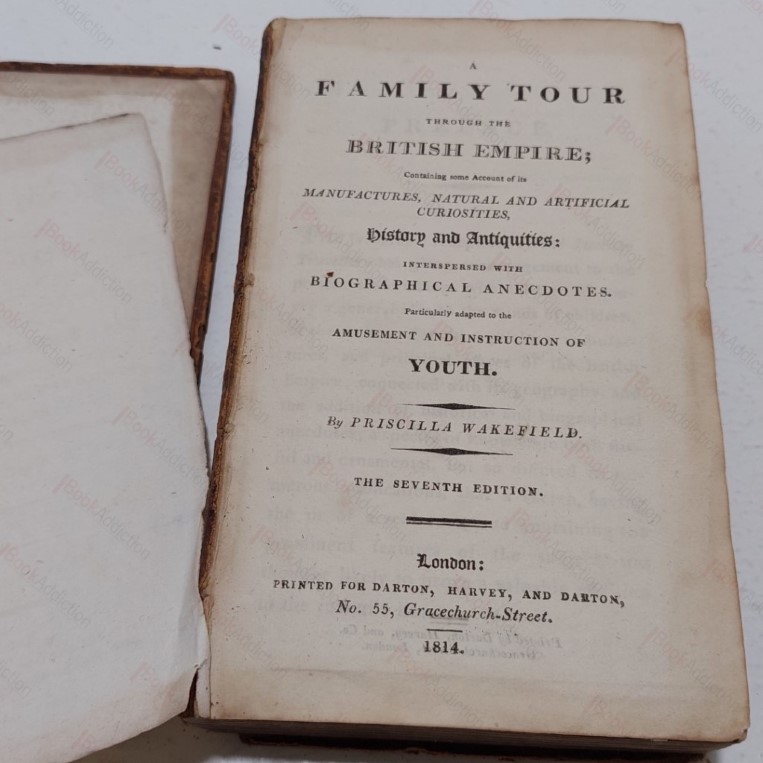 A
FAMILY TOUR
THROUGH THE
BRITISH EMPIRE;
Containing some Account of its
MANUFACTURES, NATURAL AND ARTIFICIAL
CURIOSITIES,
History and Antiquities:
INTERSPERSED WITH
BIOGRAPHICAL ANECDOTES.
Particularly adapted to the
AMUSEMENT AND INSTRUCTION OF
YOUTH.
By PRISCILLA WAKEFIELD.
THE SEVENTH EDITION.
London:
PRINTED FOR DARTON, HARVEY, AND DARTON,
No. 55, Gracechurch-Street.
1814.
BookAddiction